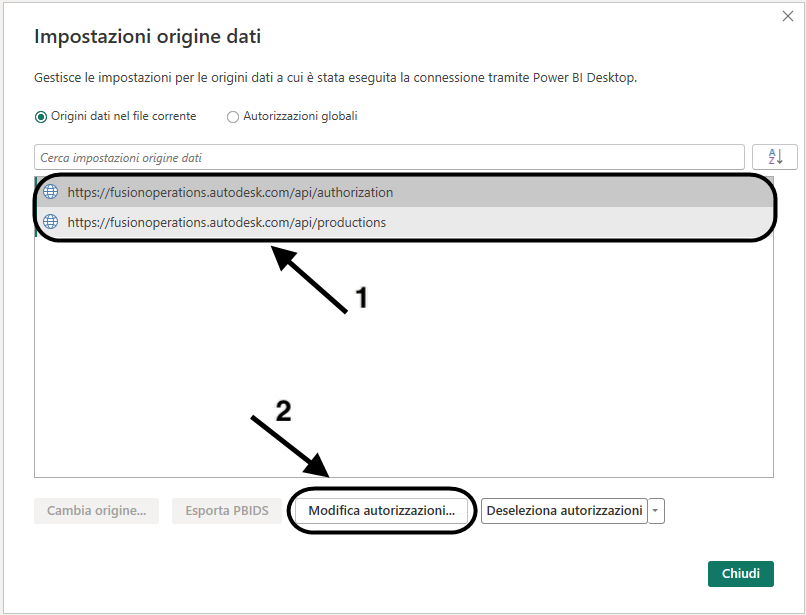 Impostazioni origine dati
Gestisce le impostazioni per le origini dati a cui è stata eseguita la connessione tramite Power BI Desktop.
Origini dati nel file corrente
Autorizzazioni globali
Cerca impostazioni origine dati
AZ
https://fusionoperations.autodesk.com/api/authorization
https://fusionoperations.autodesk.com/api/productions
1
2
Cambia origine...
Esporta PBIDS
Modifica autorizzazioni...
Deseleziona autorizzazioni
Chiudi